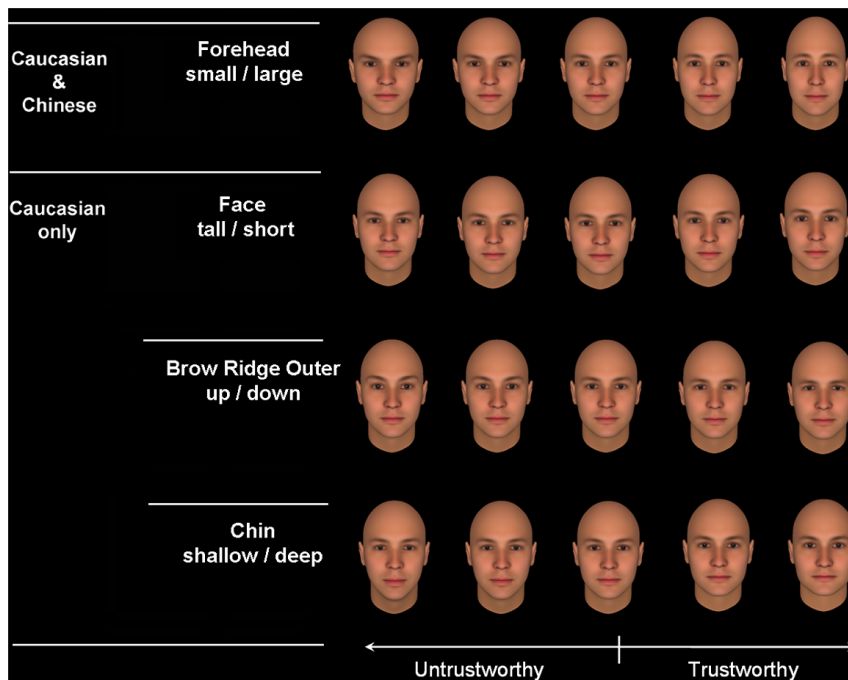 Caucasian
&
Chinese
Forehead
small / large
Caucasian
only
Face
tall / short
Brow Ridge Outer
up / down
Chin
shallow / deep
Untrustworthy
Trustworthy